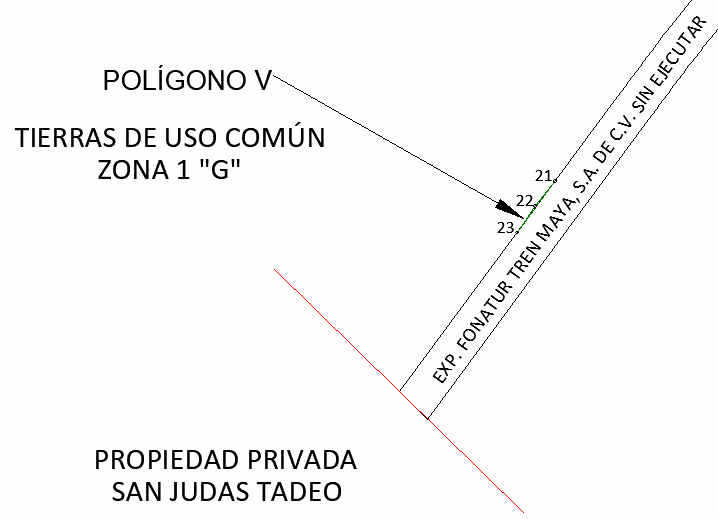 POLÍGONO V
TIERRAS DE USO COMÚN
ZONA 1 "G"
21
22
23
EXP. FONATUR TREN MAYA, S.A. DE C.V. SIN EJECUTAR
PROPIEDAD PRIVADA
SAN JUDAS TADEO